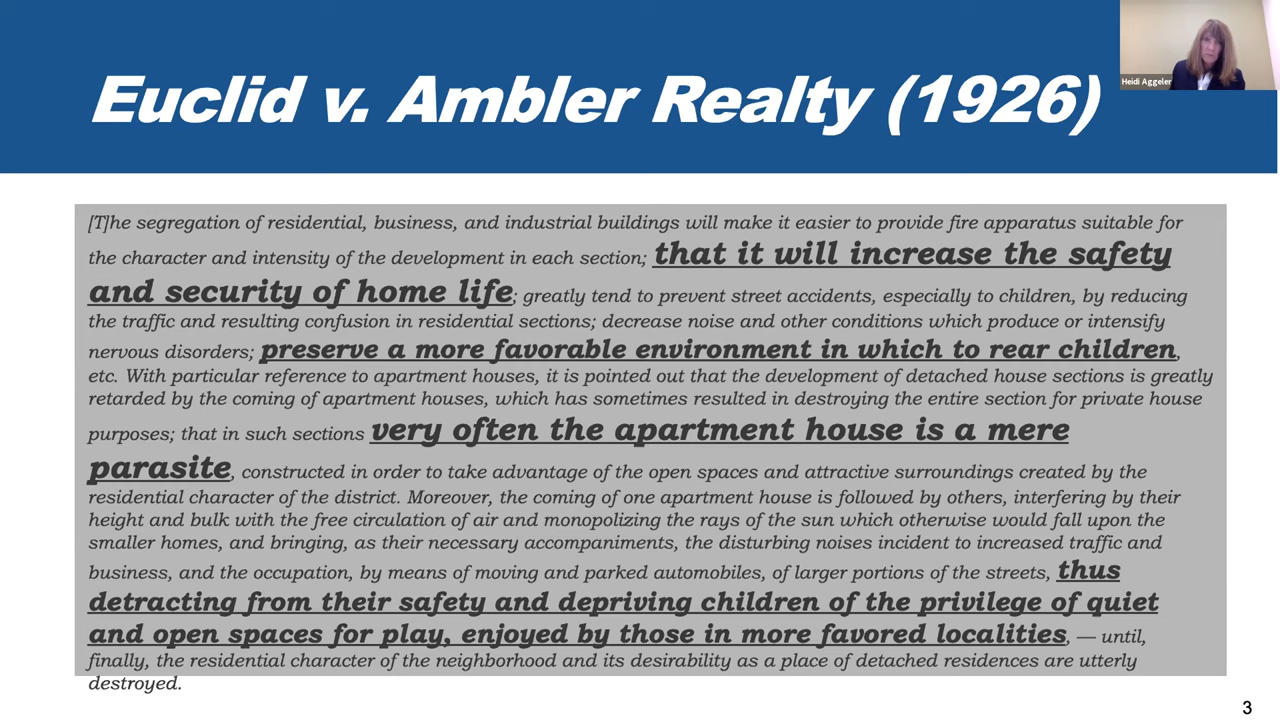 Euclid v. Ambler Realty (1926)
Heidi Aggeler
[T]he segregation of residential, business, and industrial buildings will make it easier to provide fire apparatus suitable for
the character and intensity of the development in each section; that it will increase the safety
and security of home life; greatly tend to prevent street accidents, especially to children, by reducing
the traffic and resulting confusion in residential sections; decrease noise and other conditions which produce or intensify
nervous disorders; preserve a more favorable environment in which to rear children,
etc. With particular reference to apartment houses, it is pointed out that the development of detached house sections is greatly
retarded by the coming of apartment houses, which has sometimes resulted in destroying the entire section for private house
purposes; that in such sections very often the apartment house is a mere
parasite, constructed in order to take advantage of the open spaces and attractive surroundings created by the
residential character of the district. Moreover, the coming of one apartment house is followed by others, interfering by their
height and bulk with the free circulation of air and monopolizing the rays of the sun which otherwise would fall upon the
smaller homes, and bringing, as their necessary accompaniments, the disturbing noises incident to increased traffic and
business, and the occupation, by means of moving and parked automobiles, of larger portions of the streets, thus
detracting from their safety and depriving children of the privilege of quiet
and open spaces for play, enjoyed by those in more favored localities, — until,
finally, the residential character of the neighborhood and its desirability as a place of detached residences are utterly
destroyed.
3